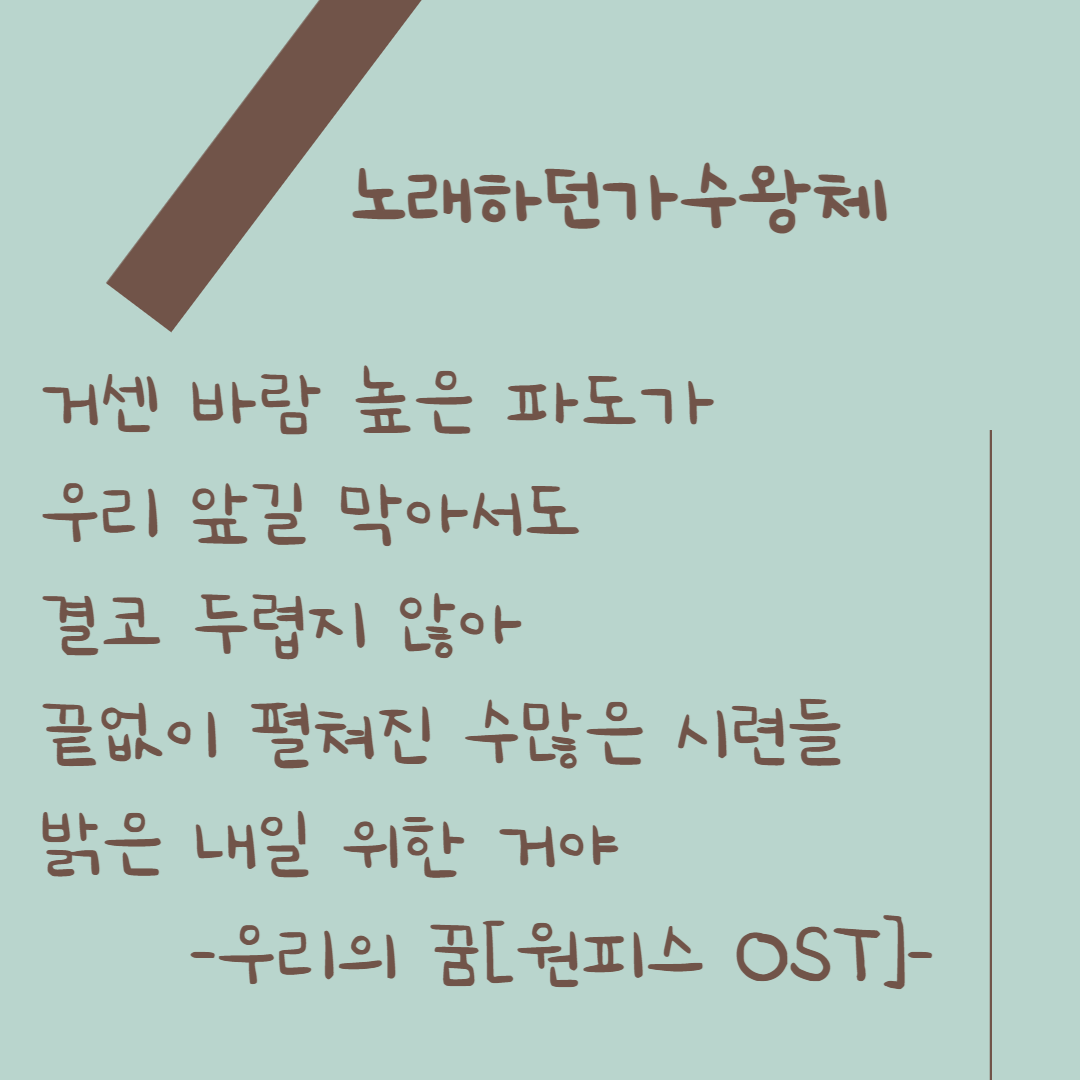 노래하던가수왕체
거센 바람 높은 파도가
우리 앞길 막아서도
결코 두렵지 않아
끝없이 펼쳐진 수많은 시련들
밝은 내일 위한 거야
-우리의 꿈[원피스 OST]-